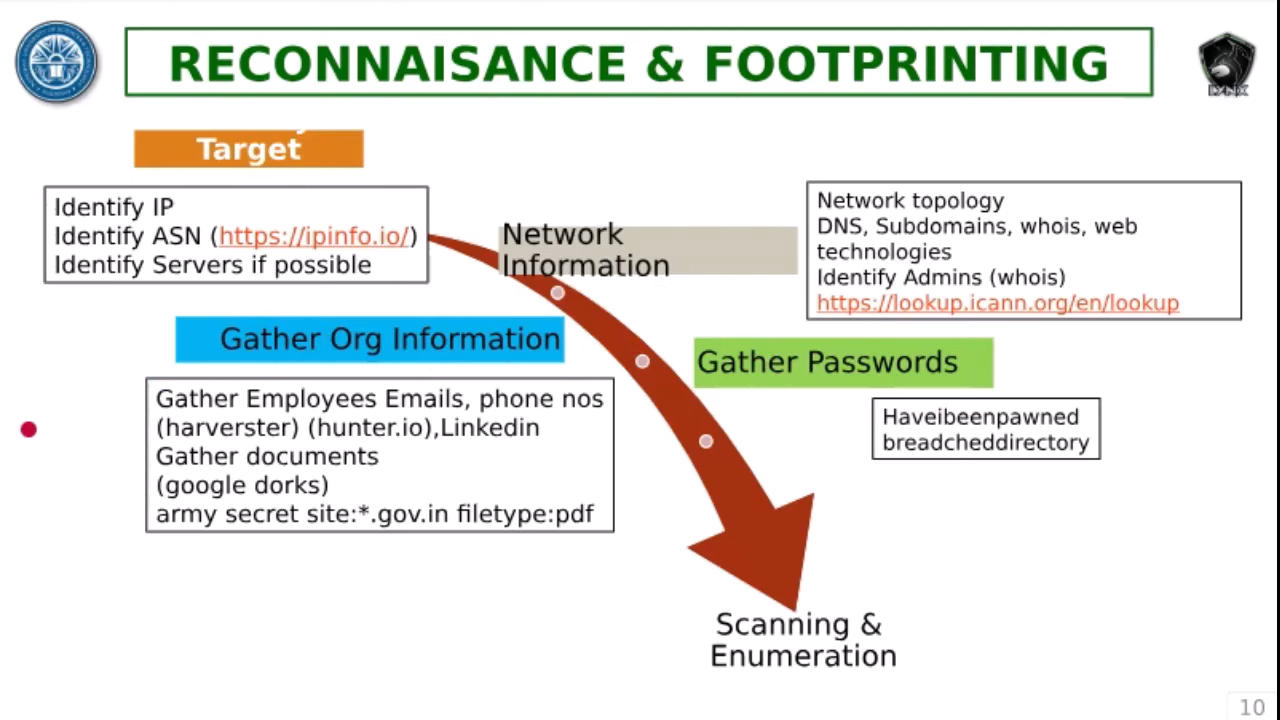 RECONNAISANCE & FOOTPRINTING
Target
Identify IP
Identify ASN (https://ipinfo.io/)
Identify Servers if possible
Network
Information
Network topology
DNS, Subdomains, whois, web
technologies
Identify Admins (whois)
https://lookup.icann.org/en/lookup
Gather Org Information
Gather Employees Emails, phone nos
(harverster) (hunter.io),Linkedin
Gather documents
(google dorks)
army secret site:*.gov.in filetype:pdf
Gather Passwords
Haveibeenpawned
breadcheddirectory
Scanning &
Enumeration
10